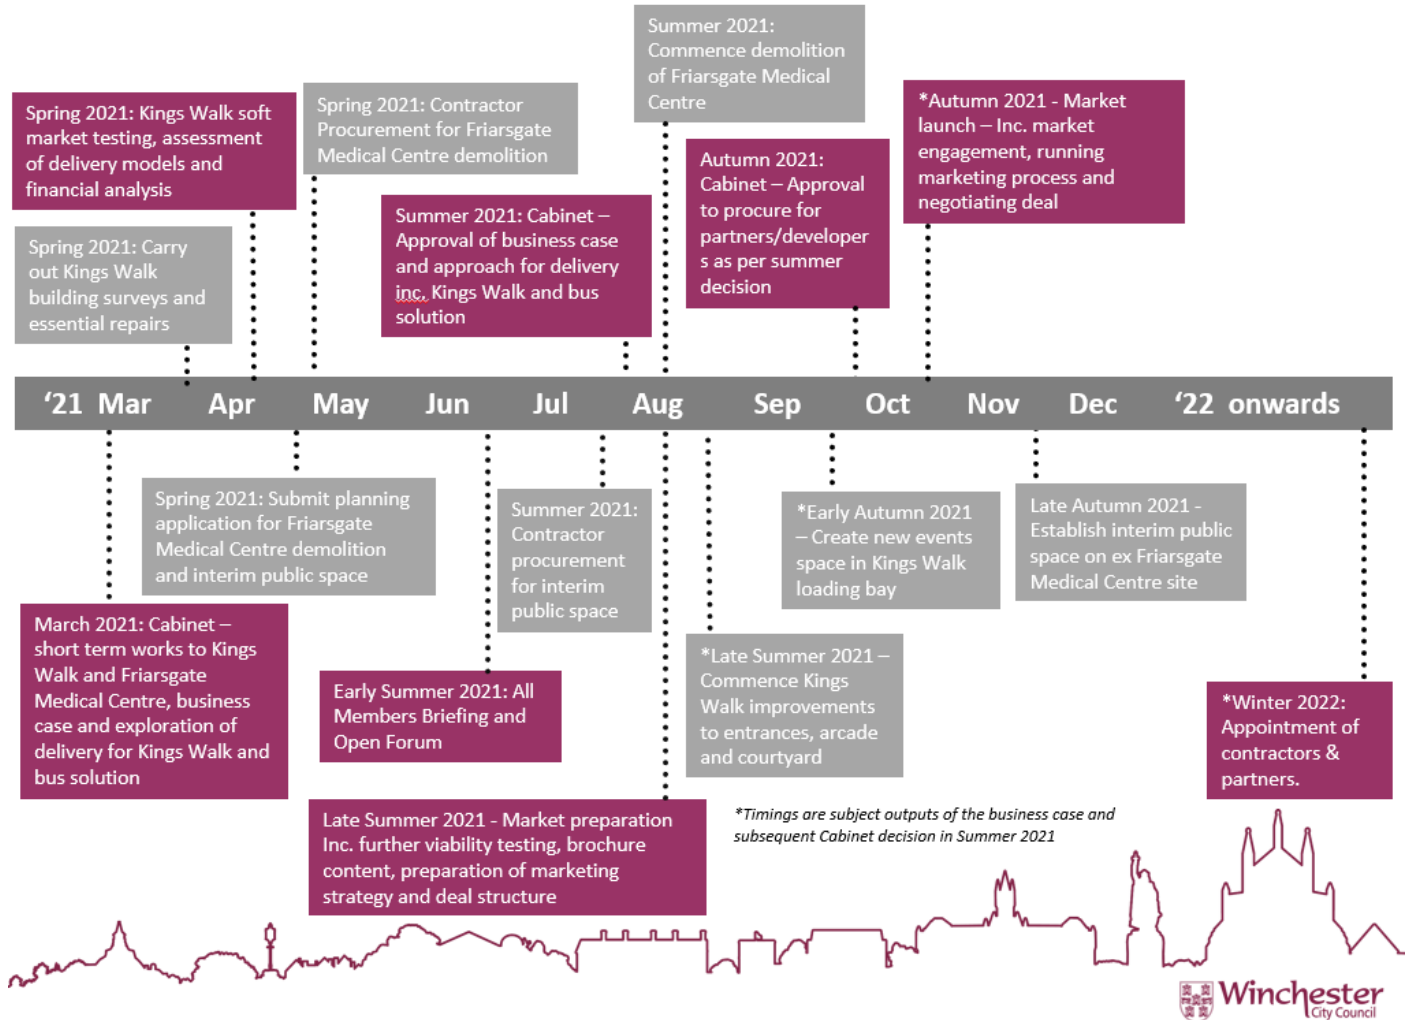 Summer 2021:
Commence demolition
of Friarsgate Medical
Centre
Spring 2021: Kings Walk soft
market testing, assessment
of delivery models and
financial analysis
Spring 2021: Contractor
Procurement for Friarsgate
Medical Centre demolition
*Autumn 2021 - Market
launch – Inc. market
engagement, running
marketing process and
negotiating deal
Autumn 2021:
Cabinet – Approval
to procure for
partners/developer
s as per summer
decision
Summer 2021: Cabinet –
Approval of business case
and approach for delivery
inc. Kings Walk and bus
solution
Spring 2021: Carry
out Kings Walk
building surveys and
essential repairs
‘21 Mar Apr May Jun Jul Aug Sep Oct Nov Dec ‘22 onwards
Spring 2021: Submit planning
application for Friarsgate
Medical Centre demolition
and interim public space
Summer 2021:
Contractor
procurement
for interim
public space
*Early Autumn 2021
– Create new events
space in Kings Walk
loading bay
Late Autumn 2021 -
Establish interim public
space on ex Friarsgate
Medical Centre site
March 2021: Cabinet –
short term works to Kings
Walk and Friarsgate
Medical Centre, business
case and exploration of
delivery for Kings Walk and
bus solution
Early Summer 2021: All
Members Briefing and
Open Forum
*Late Summer 2021 –
Commence Kings
Walk improvements
to entrances, arcade
and courtyard
*Winter 2022:
Appointment of
contractors &
partners.
Late Summer 2021 - Market preparation
Inc. further viability testing, brochure
content, preparation of marketing
strategy and deal structure
*Timings are subject outputs of the business case and
subsequent Cabinet decision in Summer 2021
Winchester
City Council